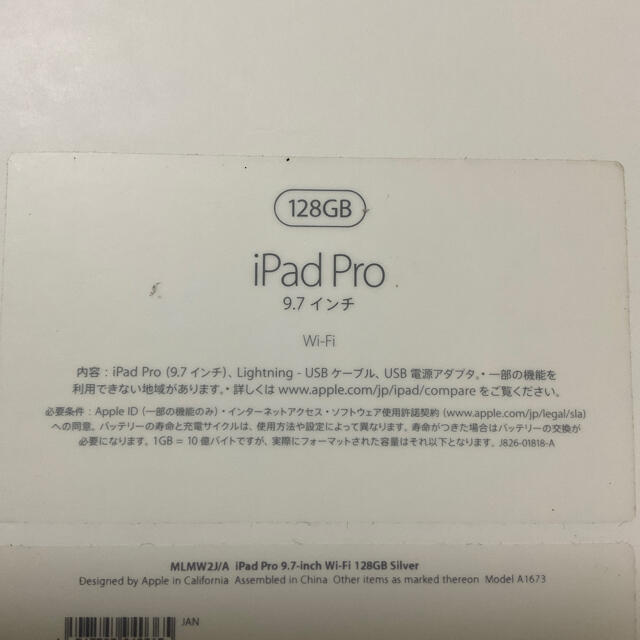 128GB
iPad Pro
9.7 インチ
Wi-Fi
内容：iPad Pro（9.7 インチ）、Lightning - USB ケーブル、USB 電源アダプタ。・一部の機能を
利用できない地域があります。・詳しくは www.apple.com/jp/ipad/compare をご覧ください。
必要条件：Apple ID（一部の機能のみ）・インターネットアクセス・ソフトウェア使用許諾契約（www.apple.com/jp/legal/sla）
への同意。バッテリーの寿命と充電サイクルは、使用方法や設定によって異なります。寿命がつきた場合はバッテリーの交換が
必要になります。1GB = 10 億バイトですが、実際にフォーマットされた容量はそれ以下となります。 J826-01818-A
MLMW2J/A iPad Pro 9.7-inch Wi-Fi 128GB Silver
Designed by Apple in California Assembled in China Other items as marked thereon Model A1673
JAN